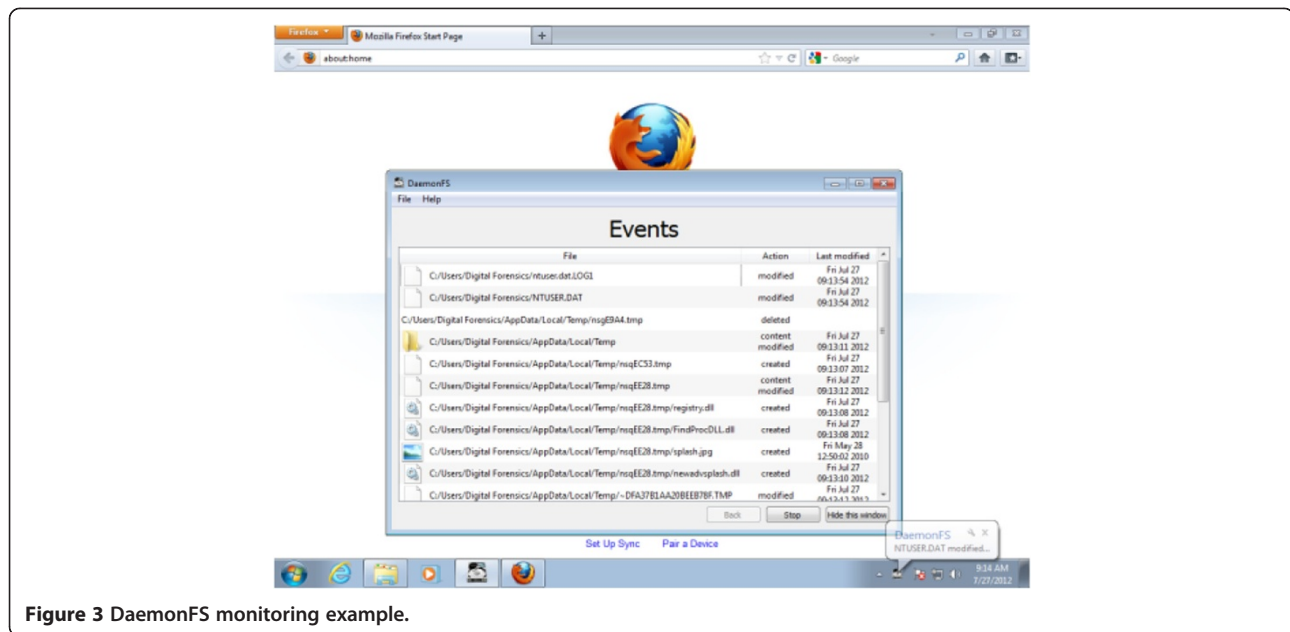 Firefox
Mozilla Firefox Start Page
+
about:home
Google
DaemonFS
File Help
Events
File Action Last modified
C:/Users/Digital Forensics/ntuser.dat.LOG1 modified Fri Jul 27 09:13:54 2012
C:/Users/Digital Forensics/NTUSER.DAT modified Fri Jul 27 09:13:54 2012
C:/Users/Digital Forensics/AppData/Local/Temp/nsgE9A4.tmp deleted
C:/Users/Digital Forensics/AppData/Local/Temp content modified Fri Jul 27 09:13:11 2012
C:/Users/Digital Forensics/AppData/Local/Temp/nsqEC53.tmp created Fri Jul 27 09:13:07 2012
C:/Users/Digital Forensics/AppData/Local/Temp/nsqEE28.tmp content modified Fri Jul 27 09:13:12 2012
C:/Users/Digital Forensics/AppData/Local/Temp/nsqEE28.tmp/registry.dll created Fri Jul 27 09:13:08 2012
C:/Users/Digital Forensics/AppData/Local/Temp/nsqEE28.tmp/FindProcDLL.dll created Fri Jul 27 09:13:08 2012
C:/Users/Digital Forensics/AppData/Local/Temp/nsqEE28.tmp/splash.jpg created Fri May 28 12:50:02 2010
C:/Users/Digital Forensics/AppData/Local/Temp/nsqEE28.tmp/newadvsplash.dll created Fri Jul 27 09:13:10 2012
C:/Users/Digital Forensics/AppData/Local/Temp/~DFA37B1AA20BEEB78F.TMP modified Fri Jul 27 09:13:13 2012
Back Stop Hide this window
Set Up Sync Pair a Device
DaemonFS
NTUSER.DAT modified...
9:14 AM
7/27/2012
Figure 3 DaemonFS monitoring example.